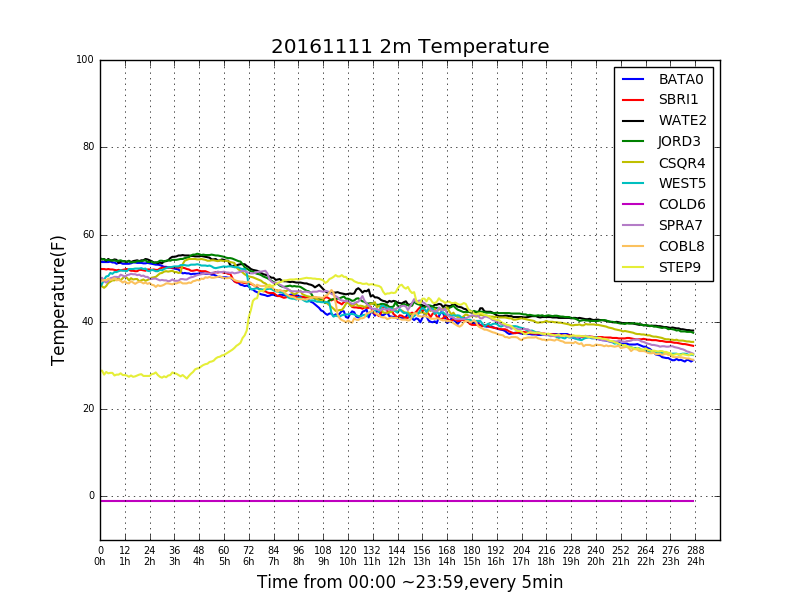 20161111 2m Temperature
100
80
60
40
20
0
Temperature(F)
BATA0
SBRI1
WATE2
JORD3
CSQR4
WEST5
COLD6
SPRA7
COBL8
STEP9
0 12 24 36 48 60 72 84 96 108 120 132 144 156 168 180 192 204 216 228 240 252 264 276 288
0h 1h 2h 3h 4h 5h 6h 7h 8h 9h 10h 11h 12h 13h 14h 15h 16h 17h 18h 19h 20h 21h 22h 23h 24h
Time from 00:00 ~23:59,every 5min